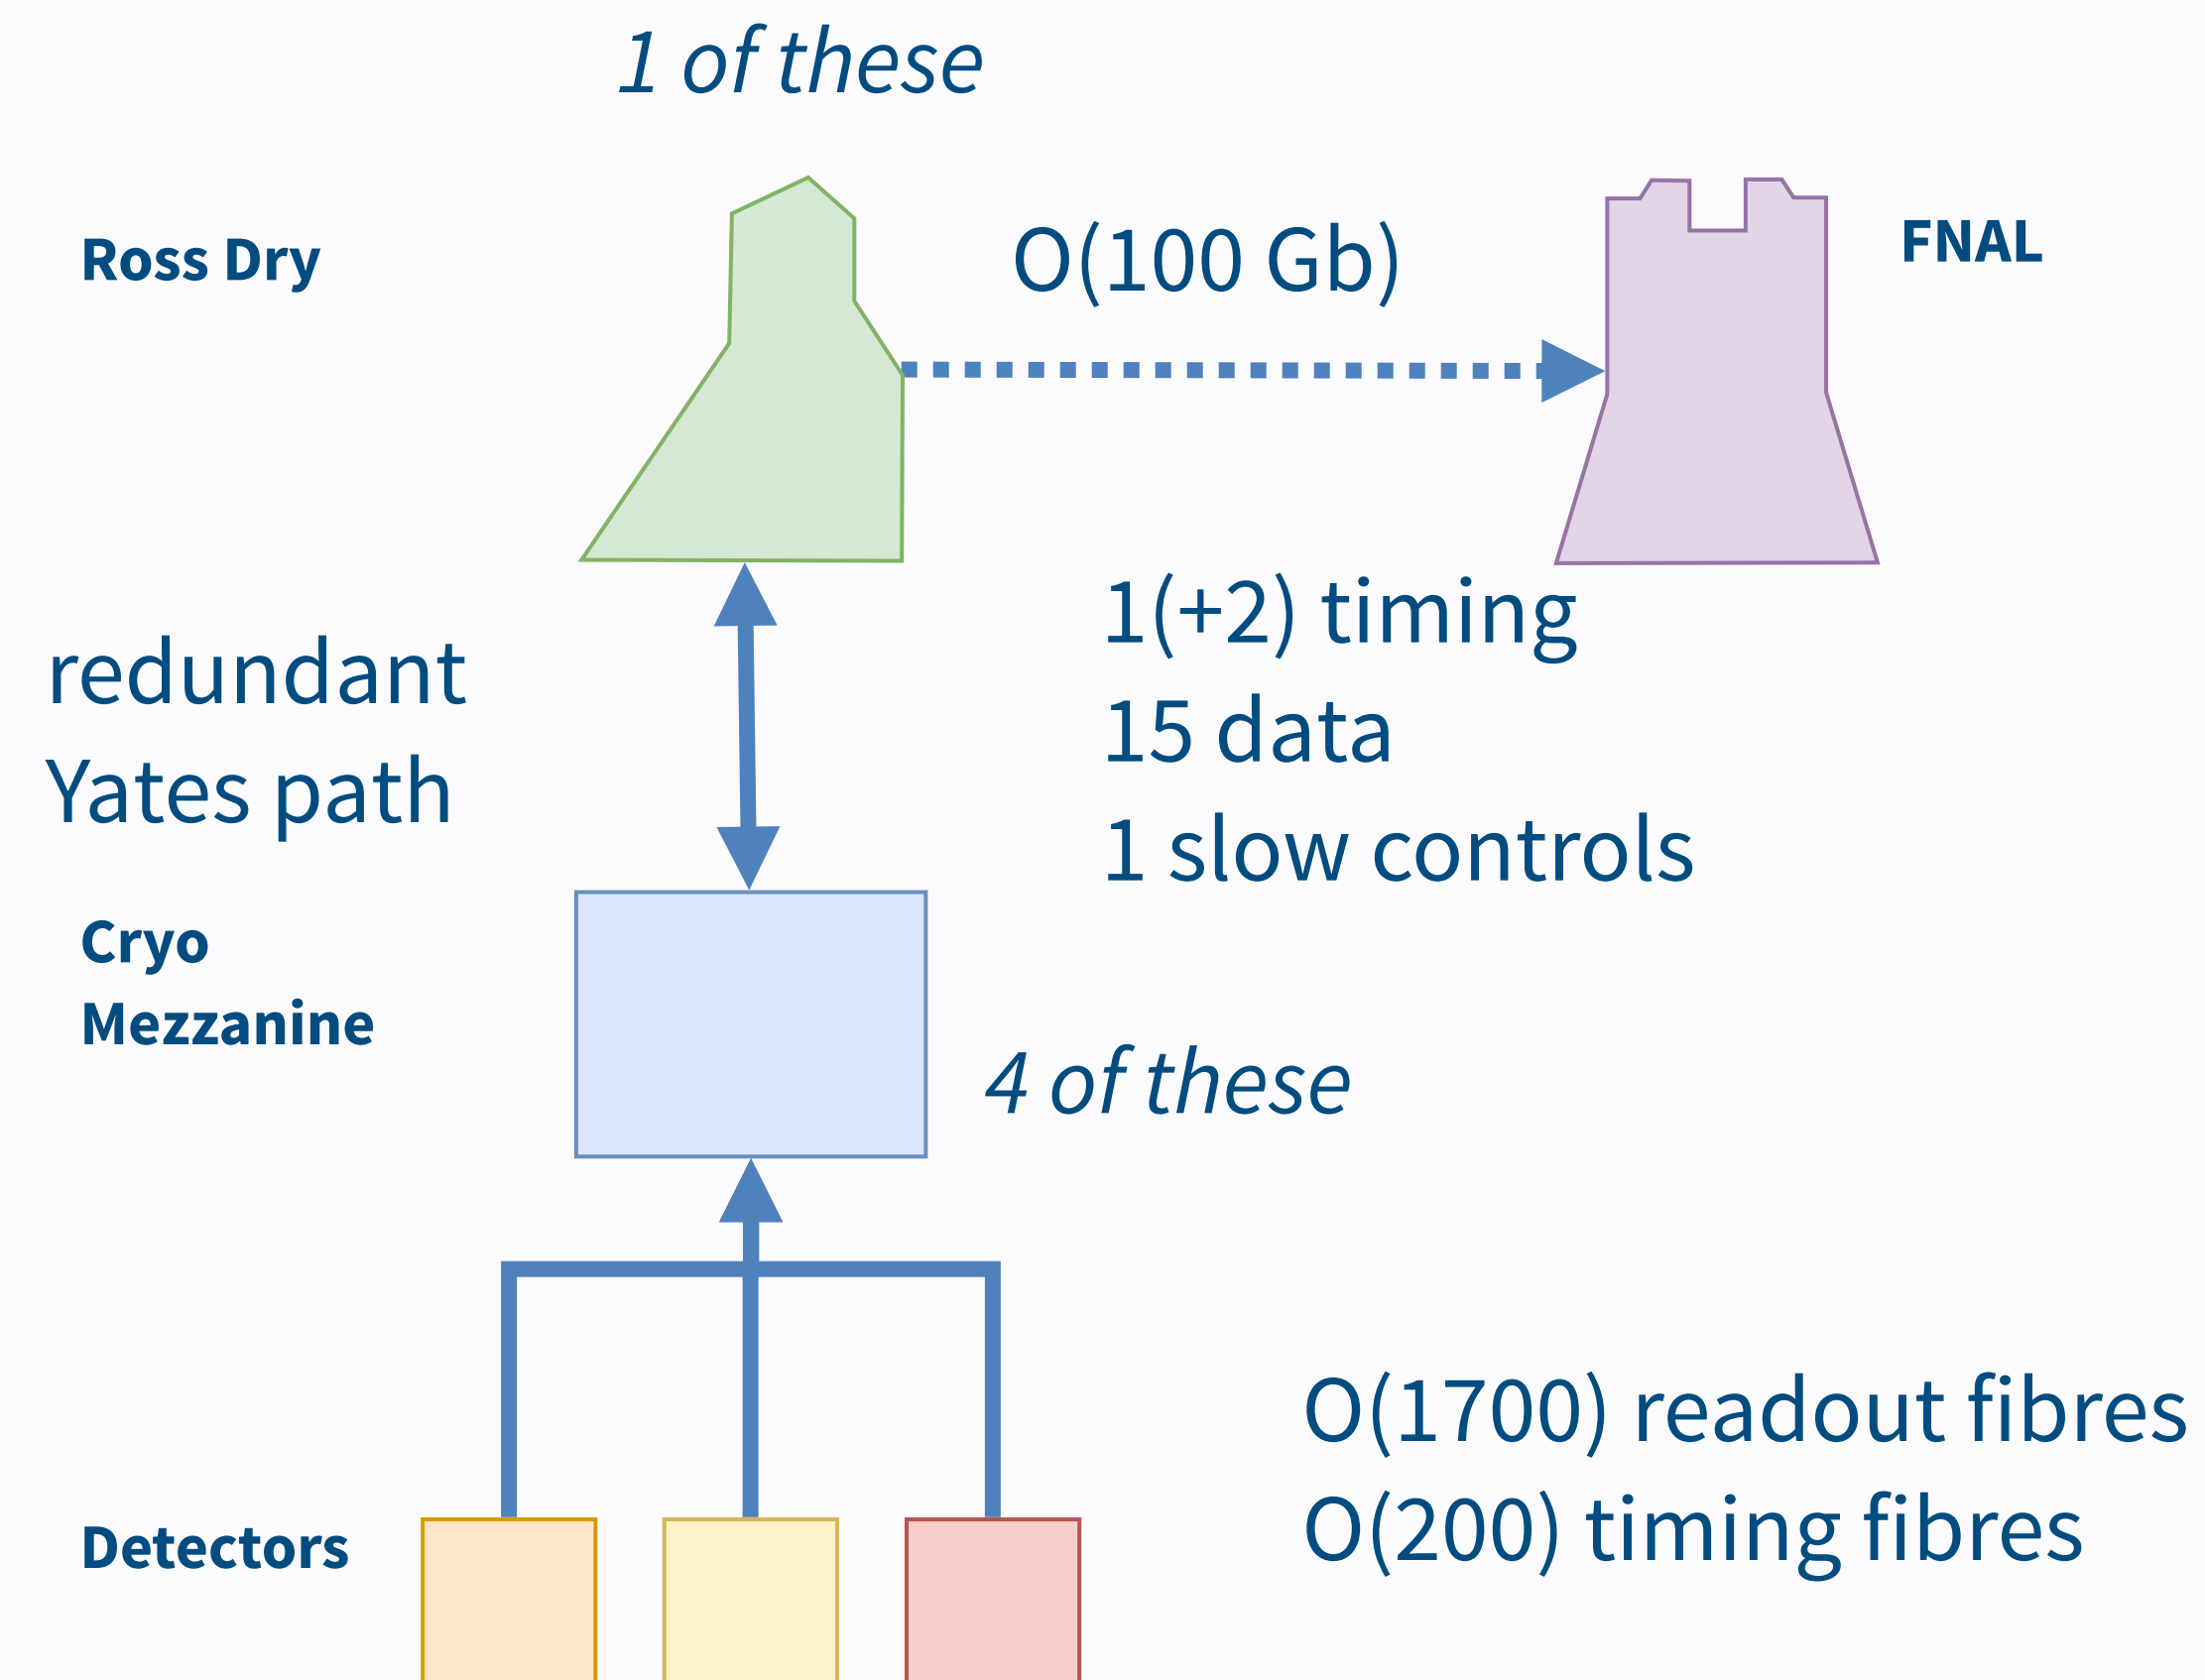 1 of these
Ross Dry
O(100 Gb)
FNAL
redundant
Yates path
1(+2) timing
15 data
1 slow controls
Cryo
Mezzanine
4 of these
O(1700) readout fibres
O(200) timing fibres
Detectors